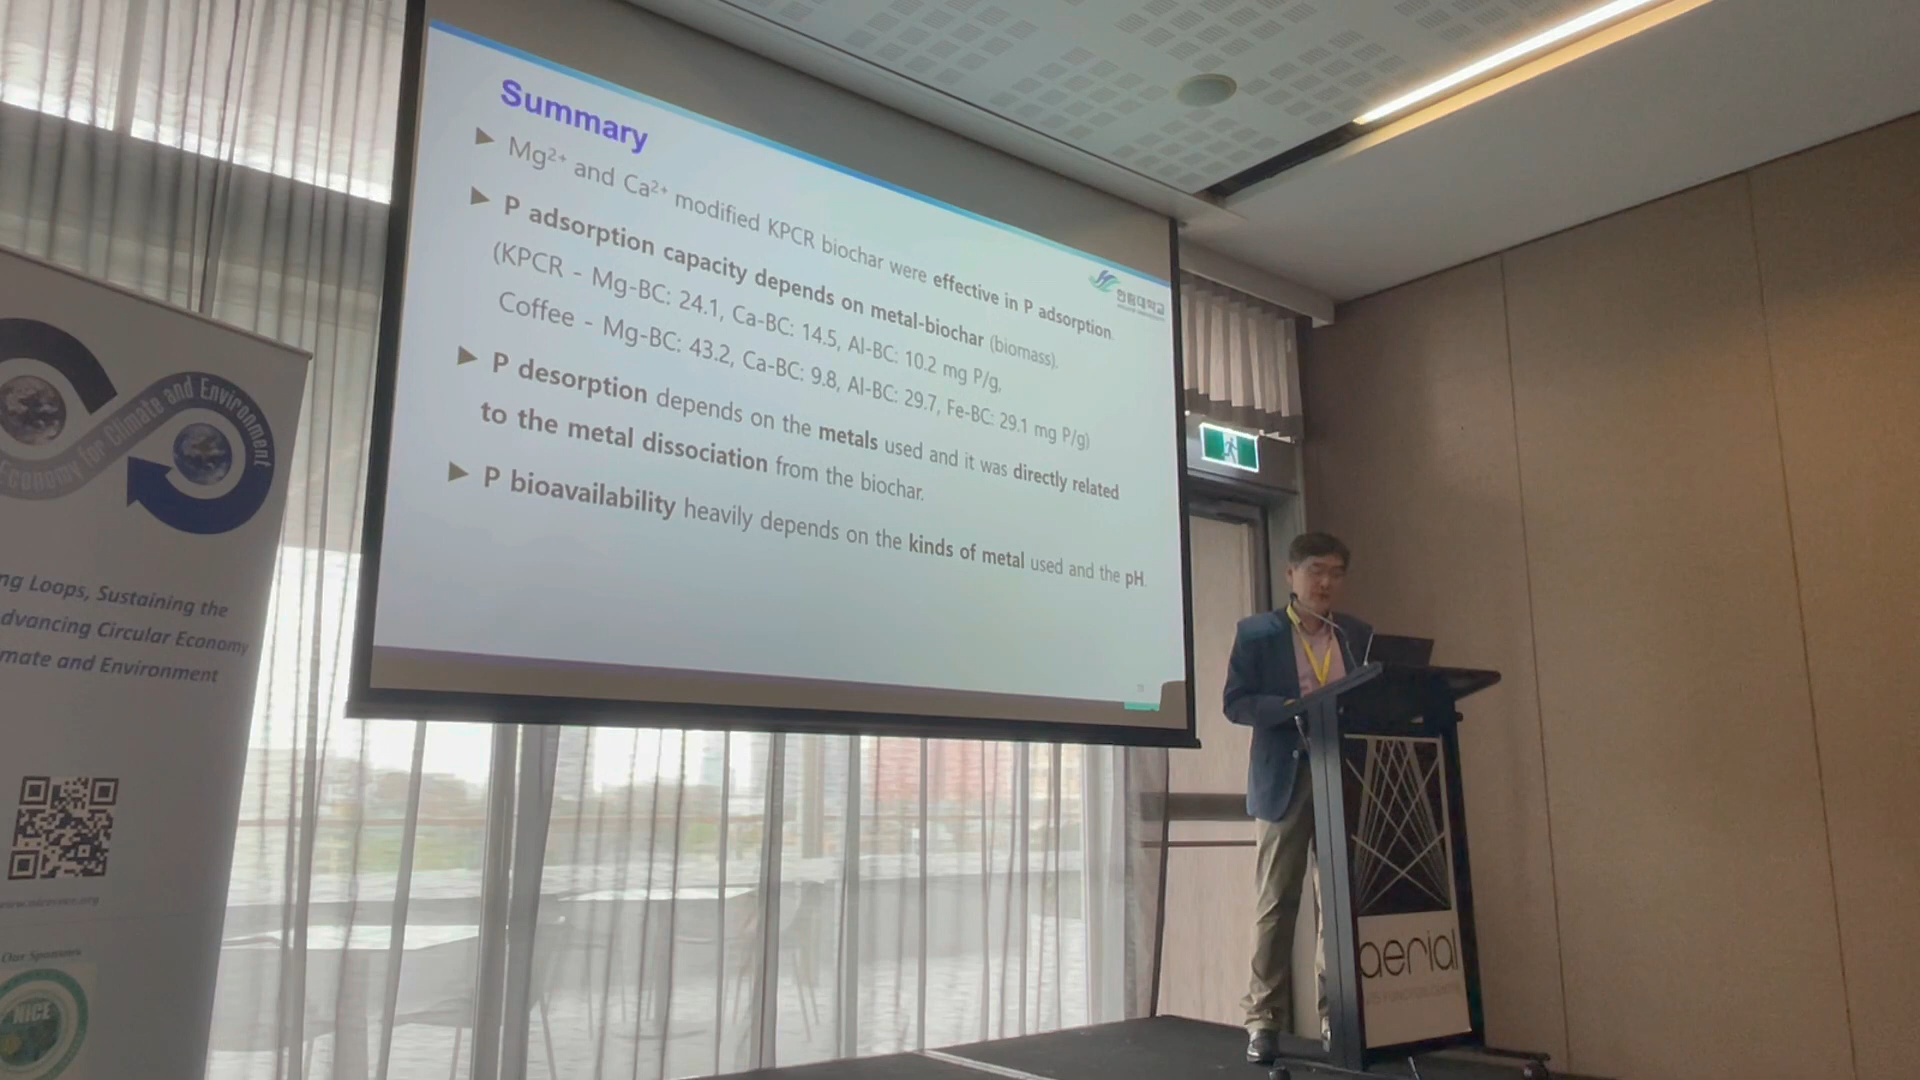 Summary
▶ Mg²⁺ and Ca²⁺ modified KPCR biochar were effective in P adsorption.
▶ P adsorption capacity depends on metal-biochar (biomass).
(KPCR - Mg-BC: 24.1, Ca-BC: 14.5, Al-BC: 10.2 mg P/g,
Coffee - Mg-BC: 43.2, Ca-BC: 9.8, Al-BC: 29.7, Fe-BC: 29.1 mg P/g)
▶ P desorption depends on the metals used and it was directly related
to the metal dissociation from the biochar.
▶ P bioavailability heavily depends on the kinds of metal used and the pH.
한림대학교
Economy for Climate and Environment
ng Loops, Sustaining the
dvancing Circular Economy
mate and Environment
Our Sponsors
NICE
aerial